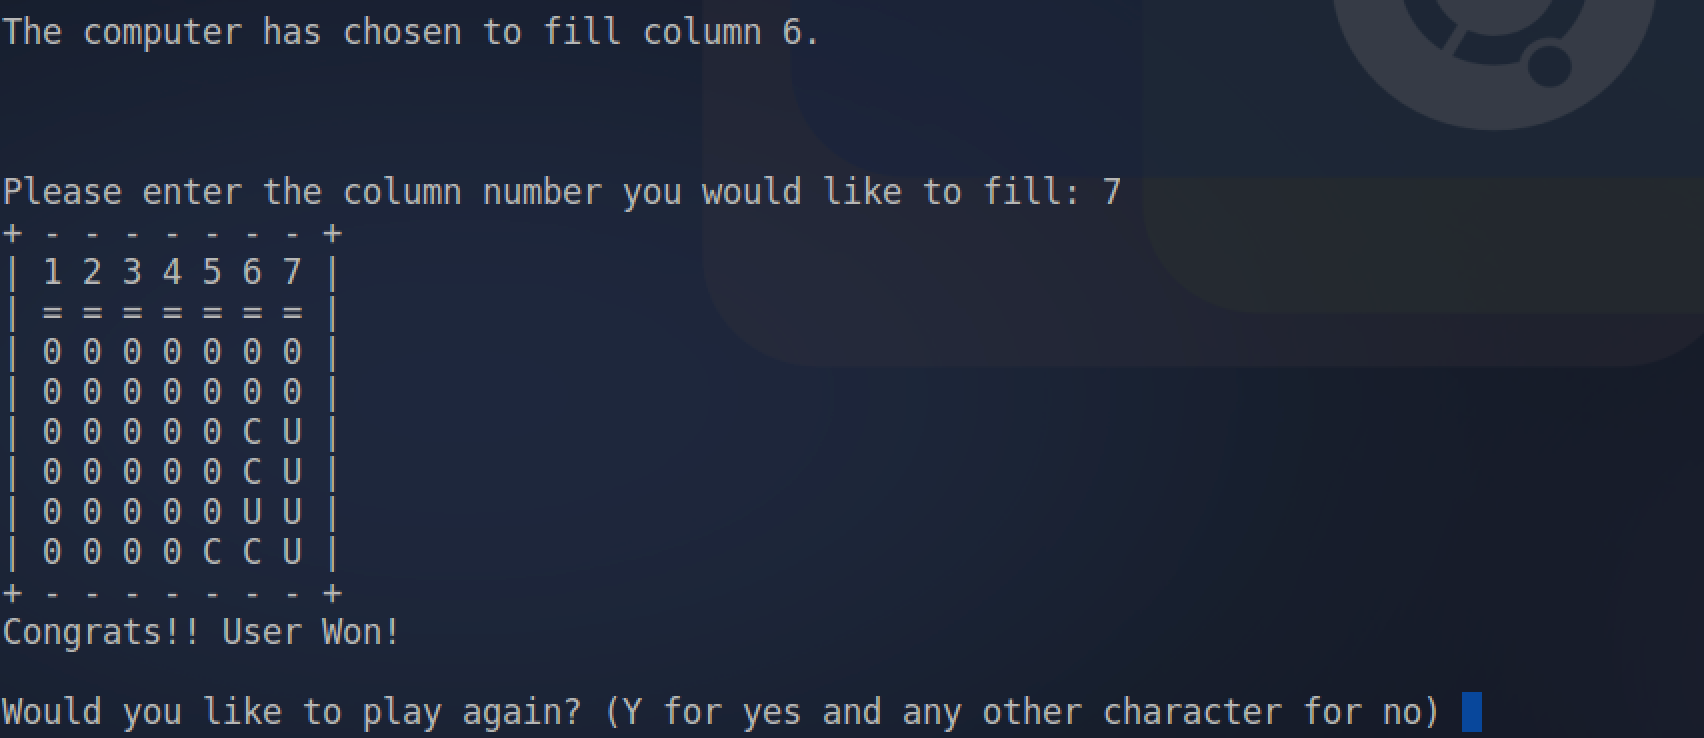 The computer has chosen to fill column 6.
Please enter the column number you would like to fill: 7
+ - - - - - - - +
| 1 2 3 4 5 6 7 |
| = = = = = = = |
| 0 0 0 0 0 0 0 |
| 0 0 0 0 0 0 0 |
| 0 0 0 0 0 C U |
| 0 0 0 0 0 C U |
| 0 0 0 0 0 U U |
| 0 0 0 0 C C U |
+ - - - - - - - +
Congrats!! User Won!
Would you like to play again? (Y for yes and any other character for no)